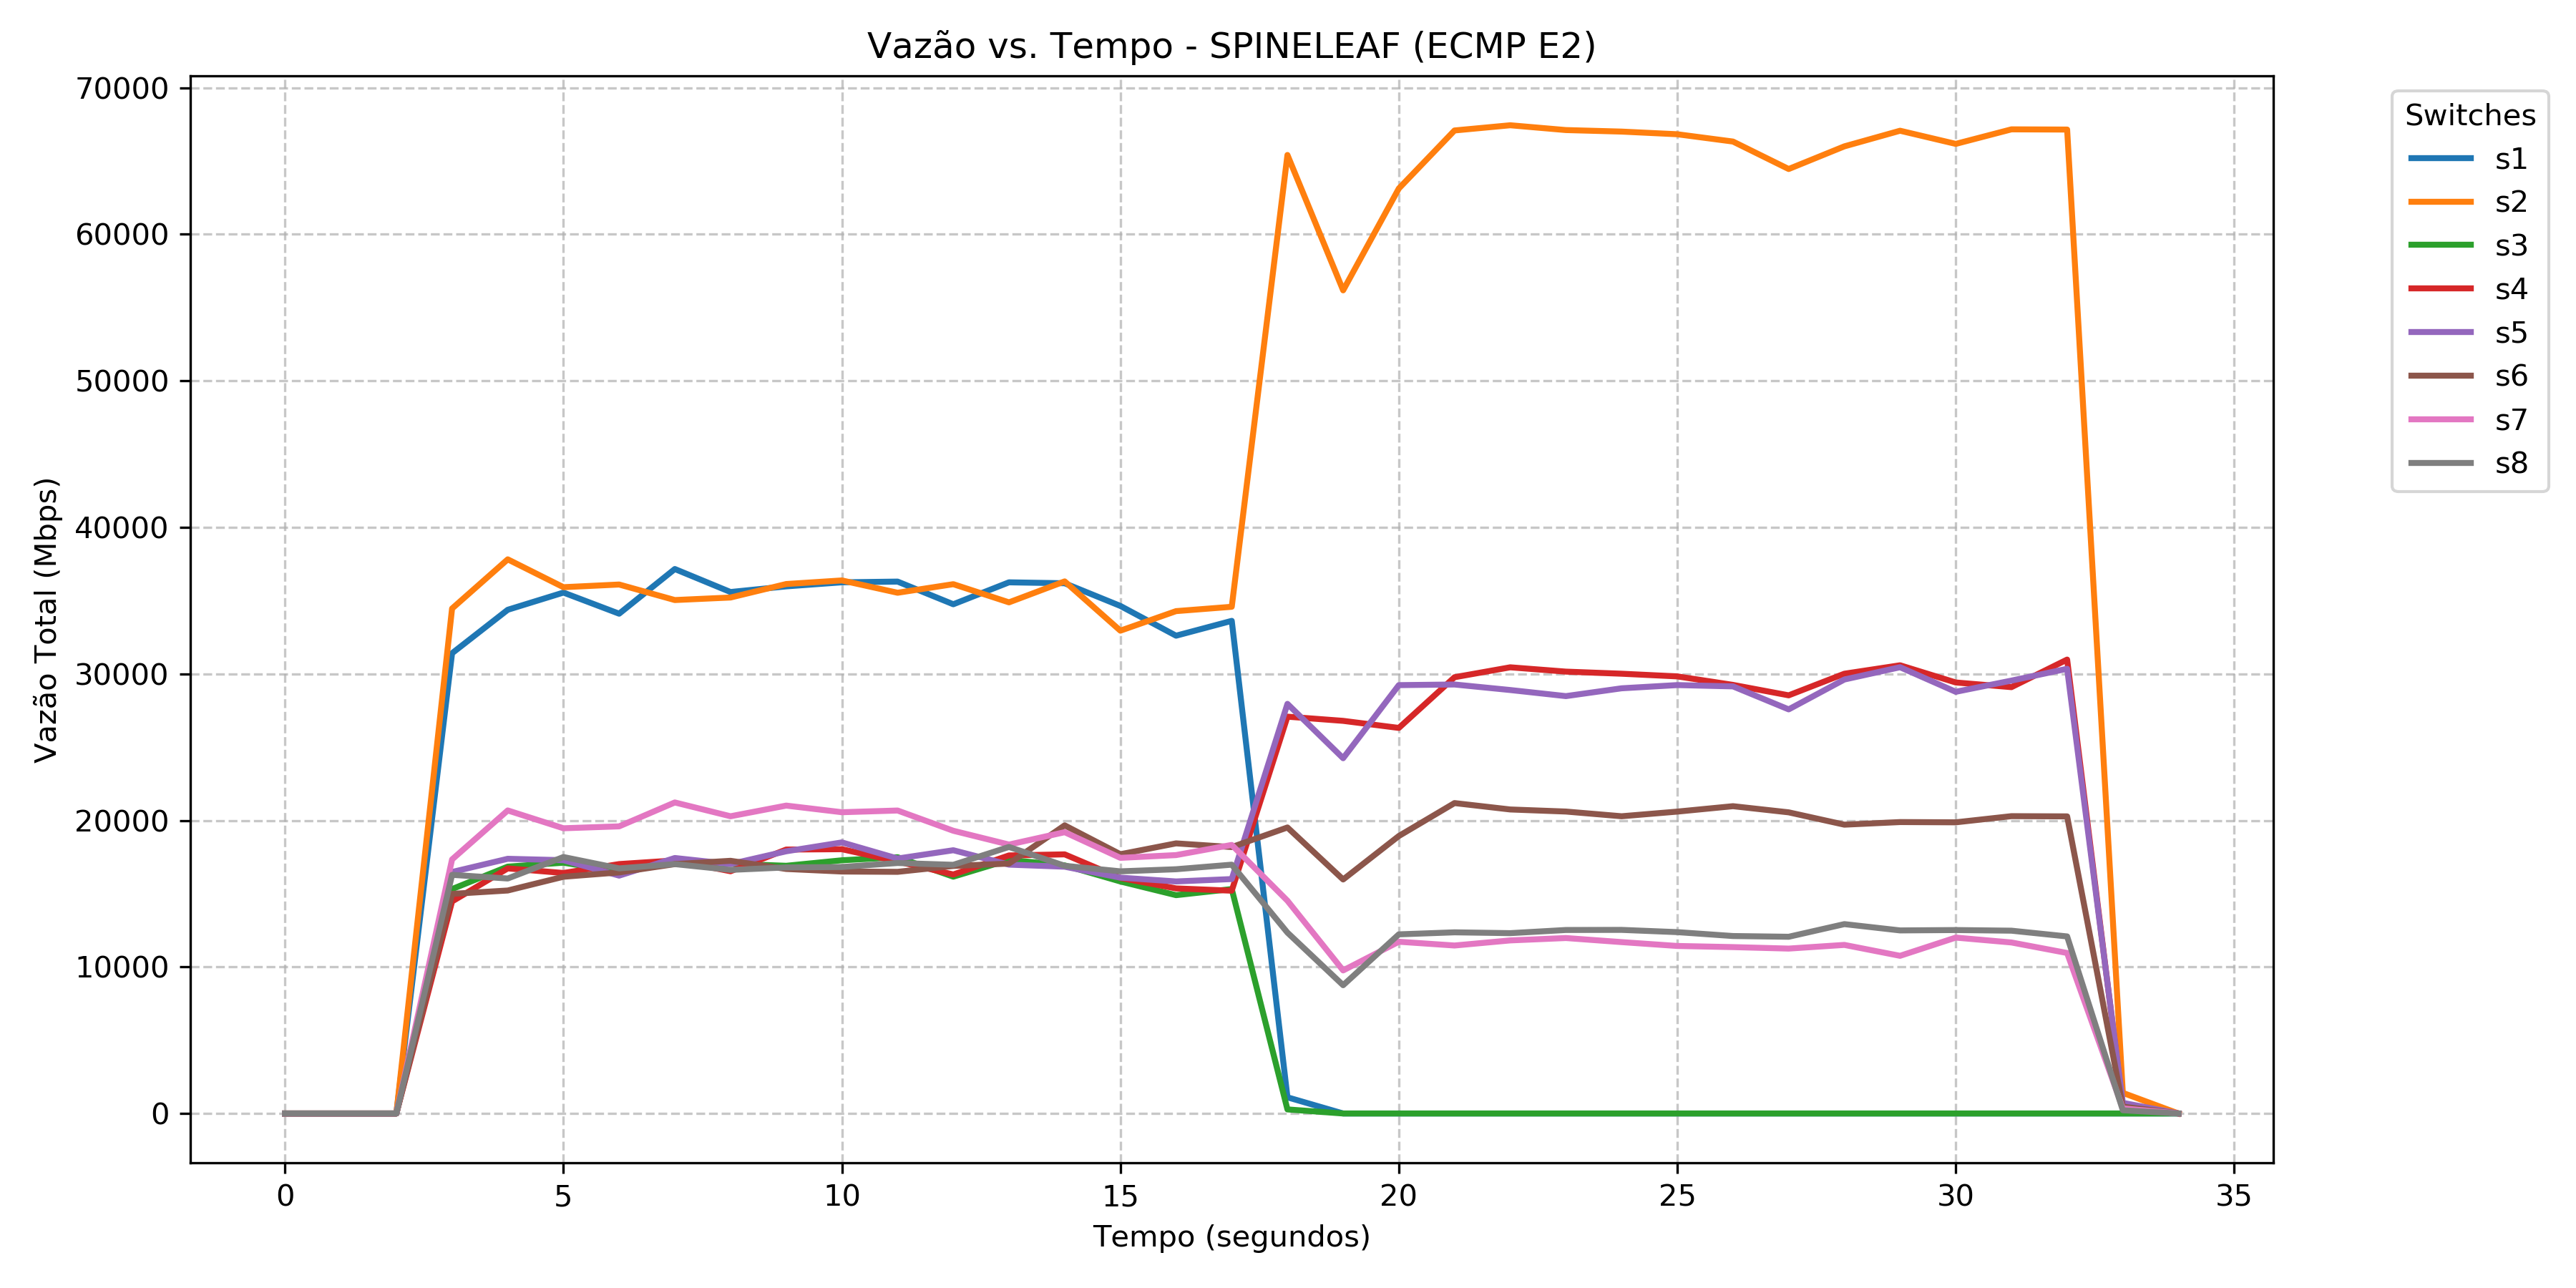 Vazão vs. Tempo - SPINELEAF (ECMP E2)
Vazão Total (Mbps)
70000
60000
50000
40000
30000
20000
10000
0
0 5 10 15 20 25 30 35
Tempo (segundos)
Switches
s1
s2
s3
s4
s5
s6
s7
s8